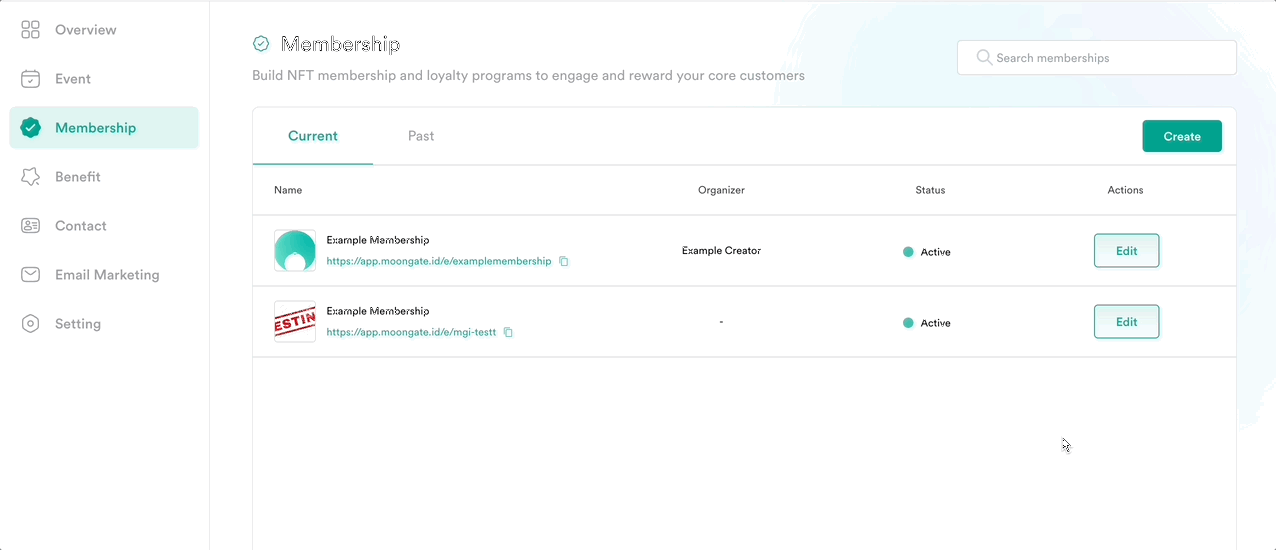 Overview
Event
Membership
Benefit
Contact
Email Marketing
Setting
Membership
Build NFT membership and loyalty programs to engage and reward your core customers
Search memberships
Current Past
Create
Name Organizer Status Actions
Example Membership
https://app.moongate.id/e/examplemembership
Example Creator Active Edit
ESTIN
Example Membership
https://app.moongate.id/e/mgi-testt
- Active Edit